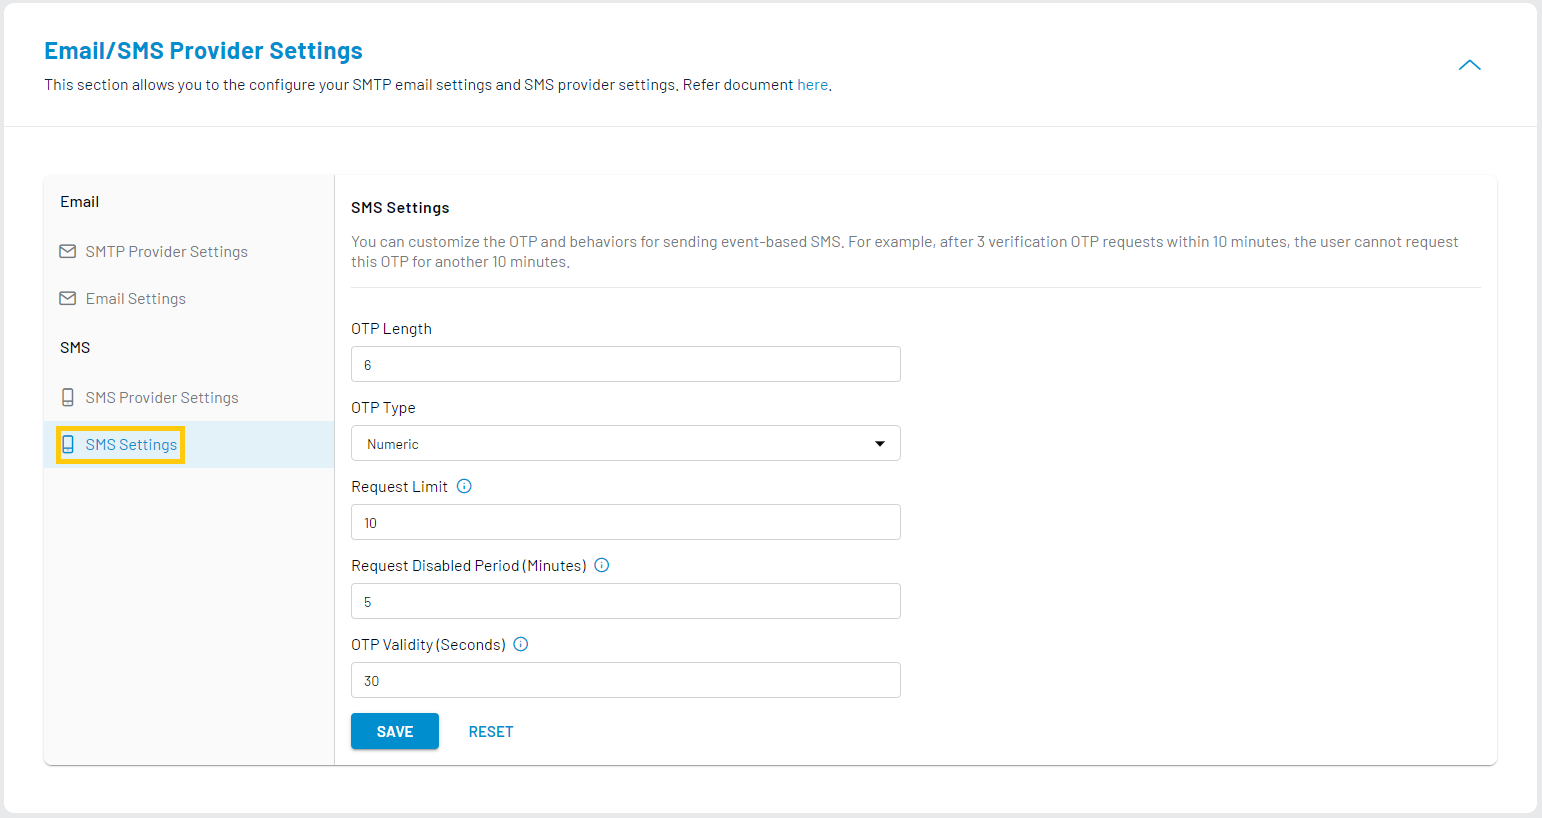 Email/SMS Provider Settings
This section allows you to the configure your SMTP email settings and SMS provider settings. Refer document here.
Email
SMTP Provider Settings
Email Settings
SMS
SMS Provider Settings
SMS Settings
SMS Settings
You can customize the OTP and behaviors for sending event-based SMS. For example, after 3 verification OTP requests within 10 minutes, the user cannot request
this OTP for another 10 minutes.
OTP Length
6
OTP Type
Numeric
Request Limit
10
Request Disabled Period (Minutes)
5
OTP Validity (Seconds)
30
SAVE RESET